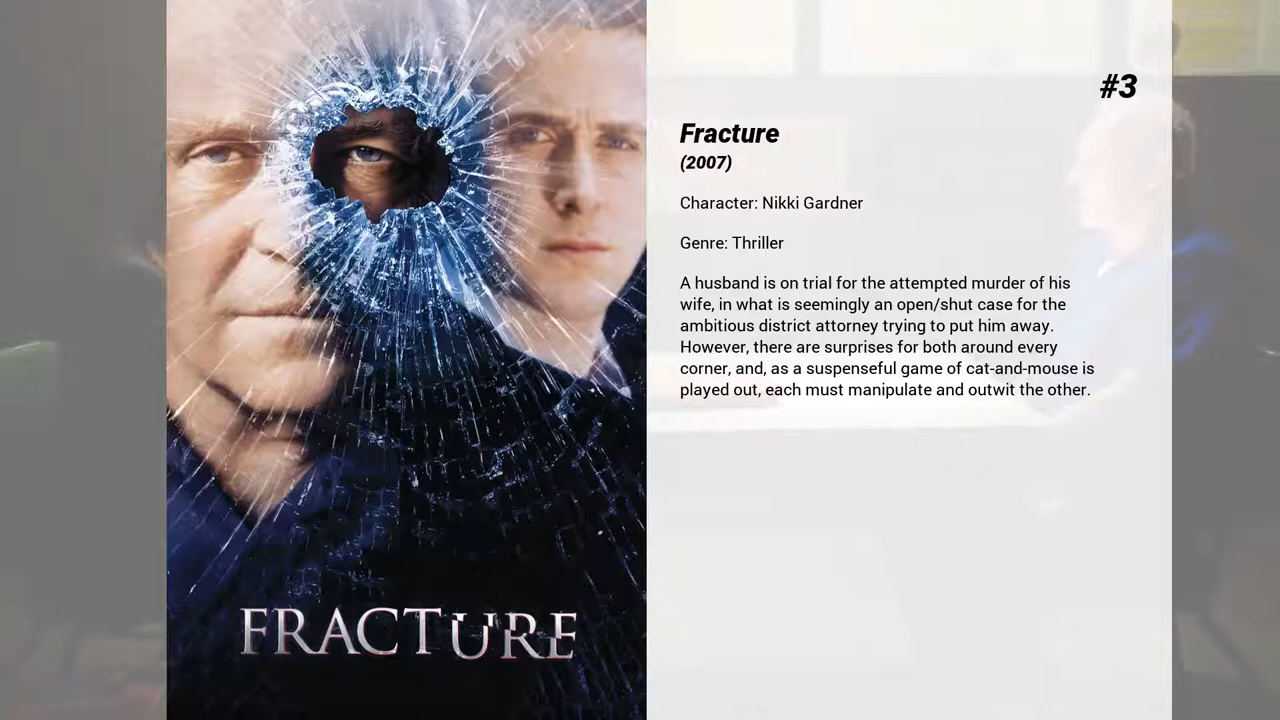 #3
Fracture
(2007)
Character: Nikki Gardner
Genre: Thriller
A husband is on trial for the attempted murder of his
wife, in what is seemingly an open/shut case for the
ambitious district attorney trying to put him away.
However, there are surprises for both around every
corner, and, as a suspenseful game of cat-and-mouse is
played out, each must manipulate and outwit the other.
FRACTURE